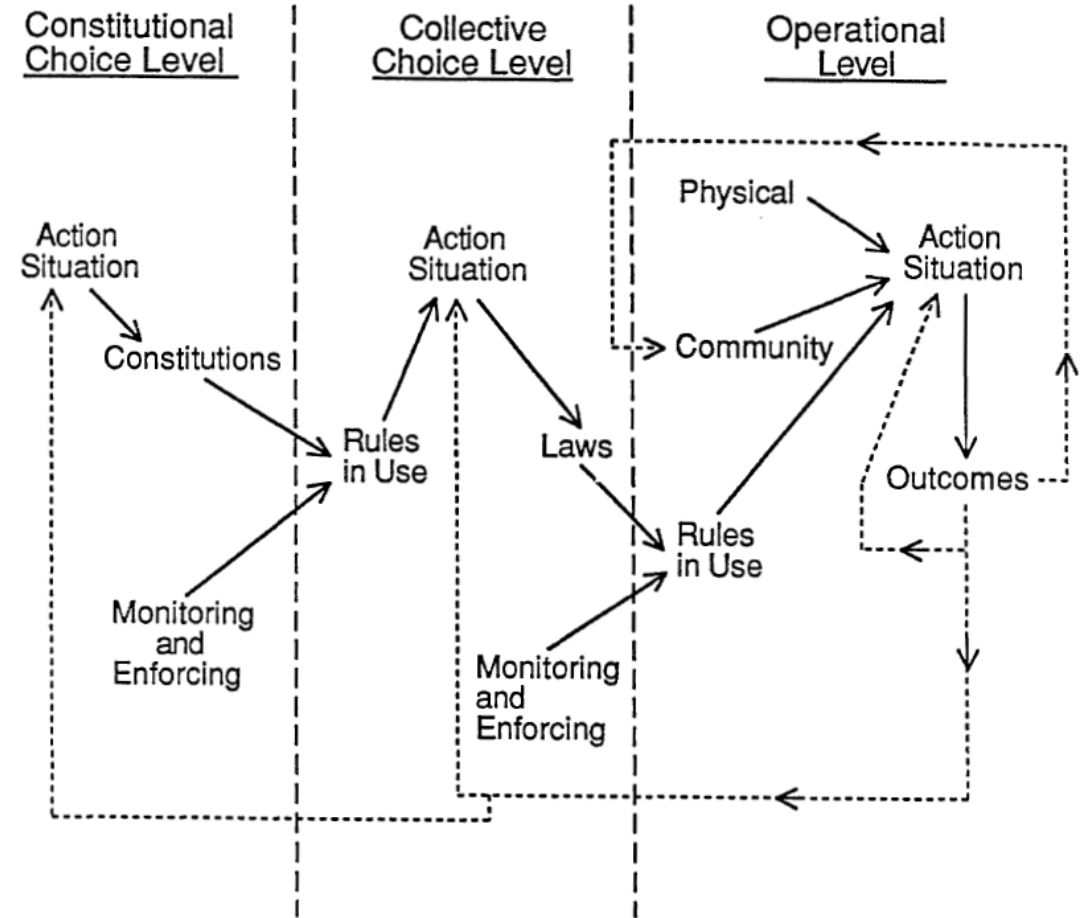 Constitutional
Choice Level
Collective
Choice Level
Operational
Level
Action
Situation
Constitutions
Monitoring
and
Enforcing
Action
Situation
Rules
in Use
Laws
Monitoring
and
Enforcing
Physical
Community
Action
Situation
Rules
in Use
Outcomes